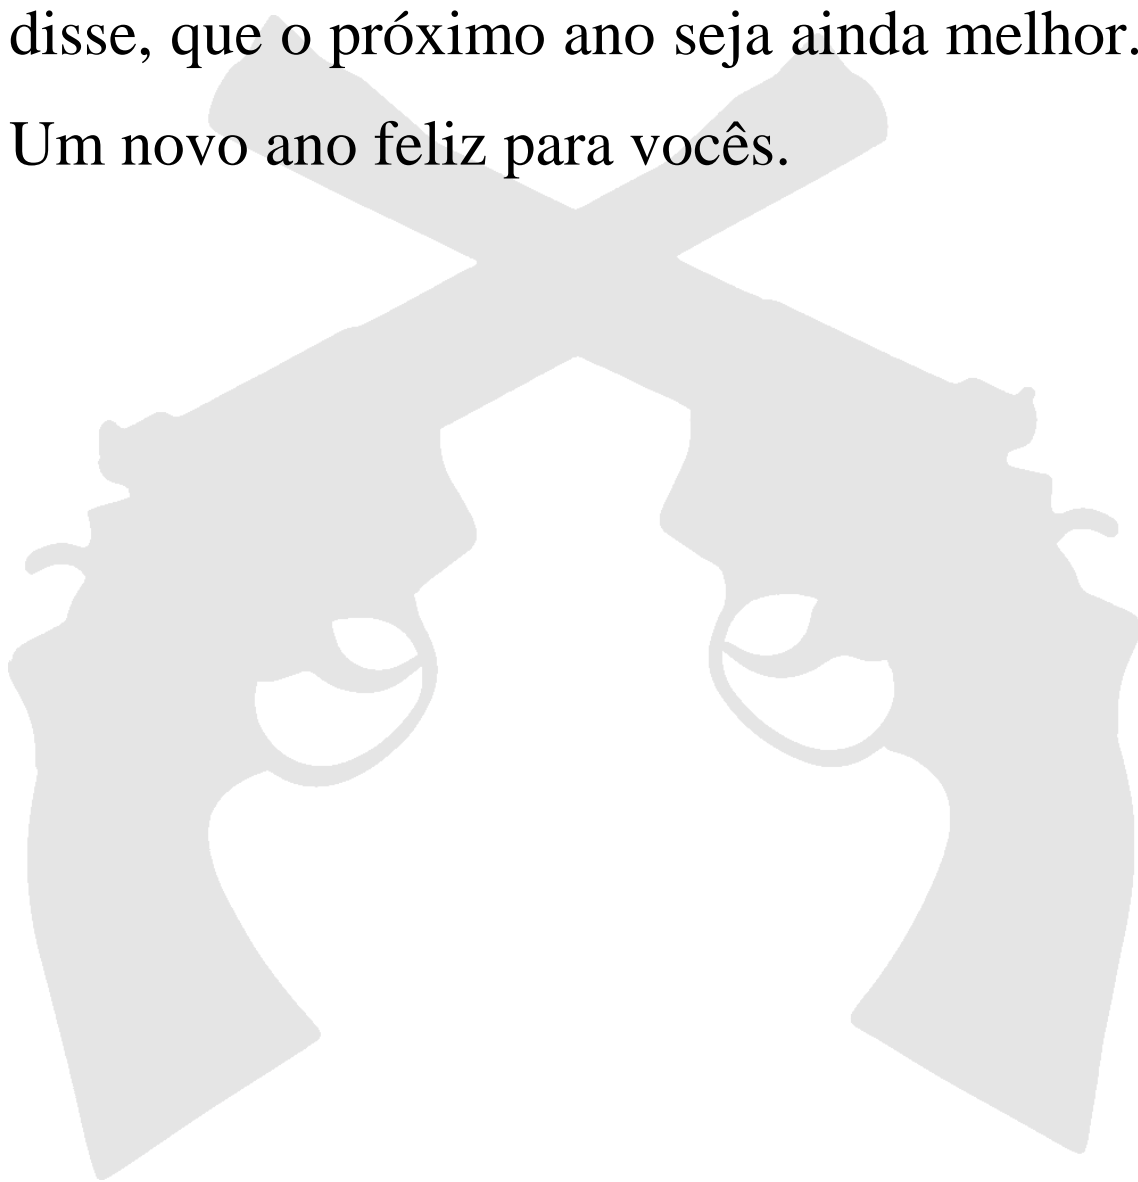 disse, que o próximo ano seja ainda melhor.
Um novo ano feliz para vocês.